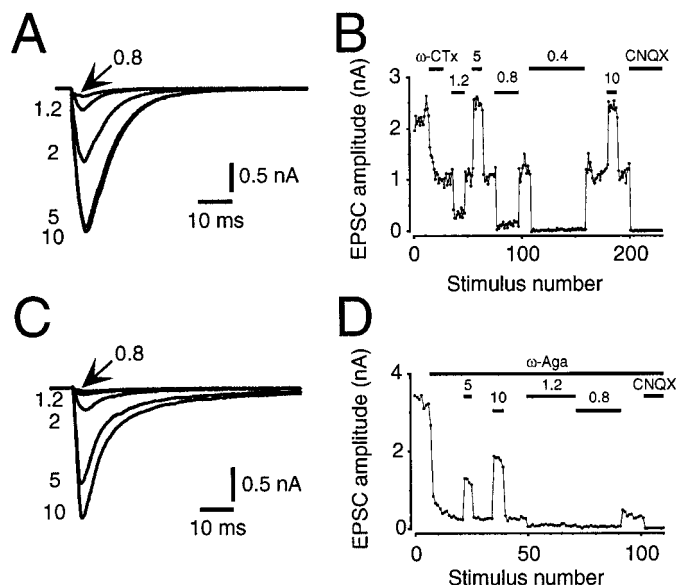 A
0.8
1.2
2
5
10
0.5 nA
10 ms
B
ω-CTx 5 0.4 CNQX
1.2 0.8 10
EPSC amplitude (nA)
3
2
1
0
0 100 200
Stimulus number
C
0.8
1.2
2
5
10
0.5 nA
10 ms
D
ω-Aga
5 10 1.2 0.8 CNQX
EPSC amplitude (nA)
4
2
0
0 50 100
Stimulus number